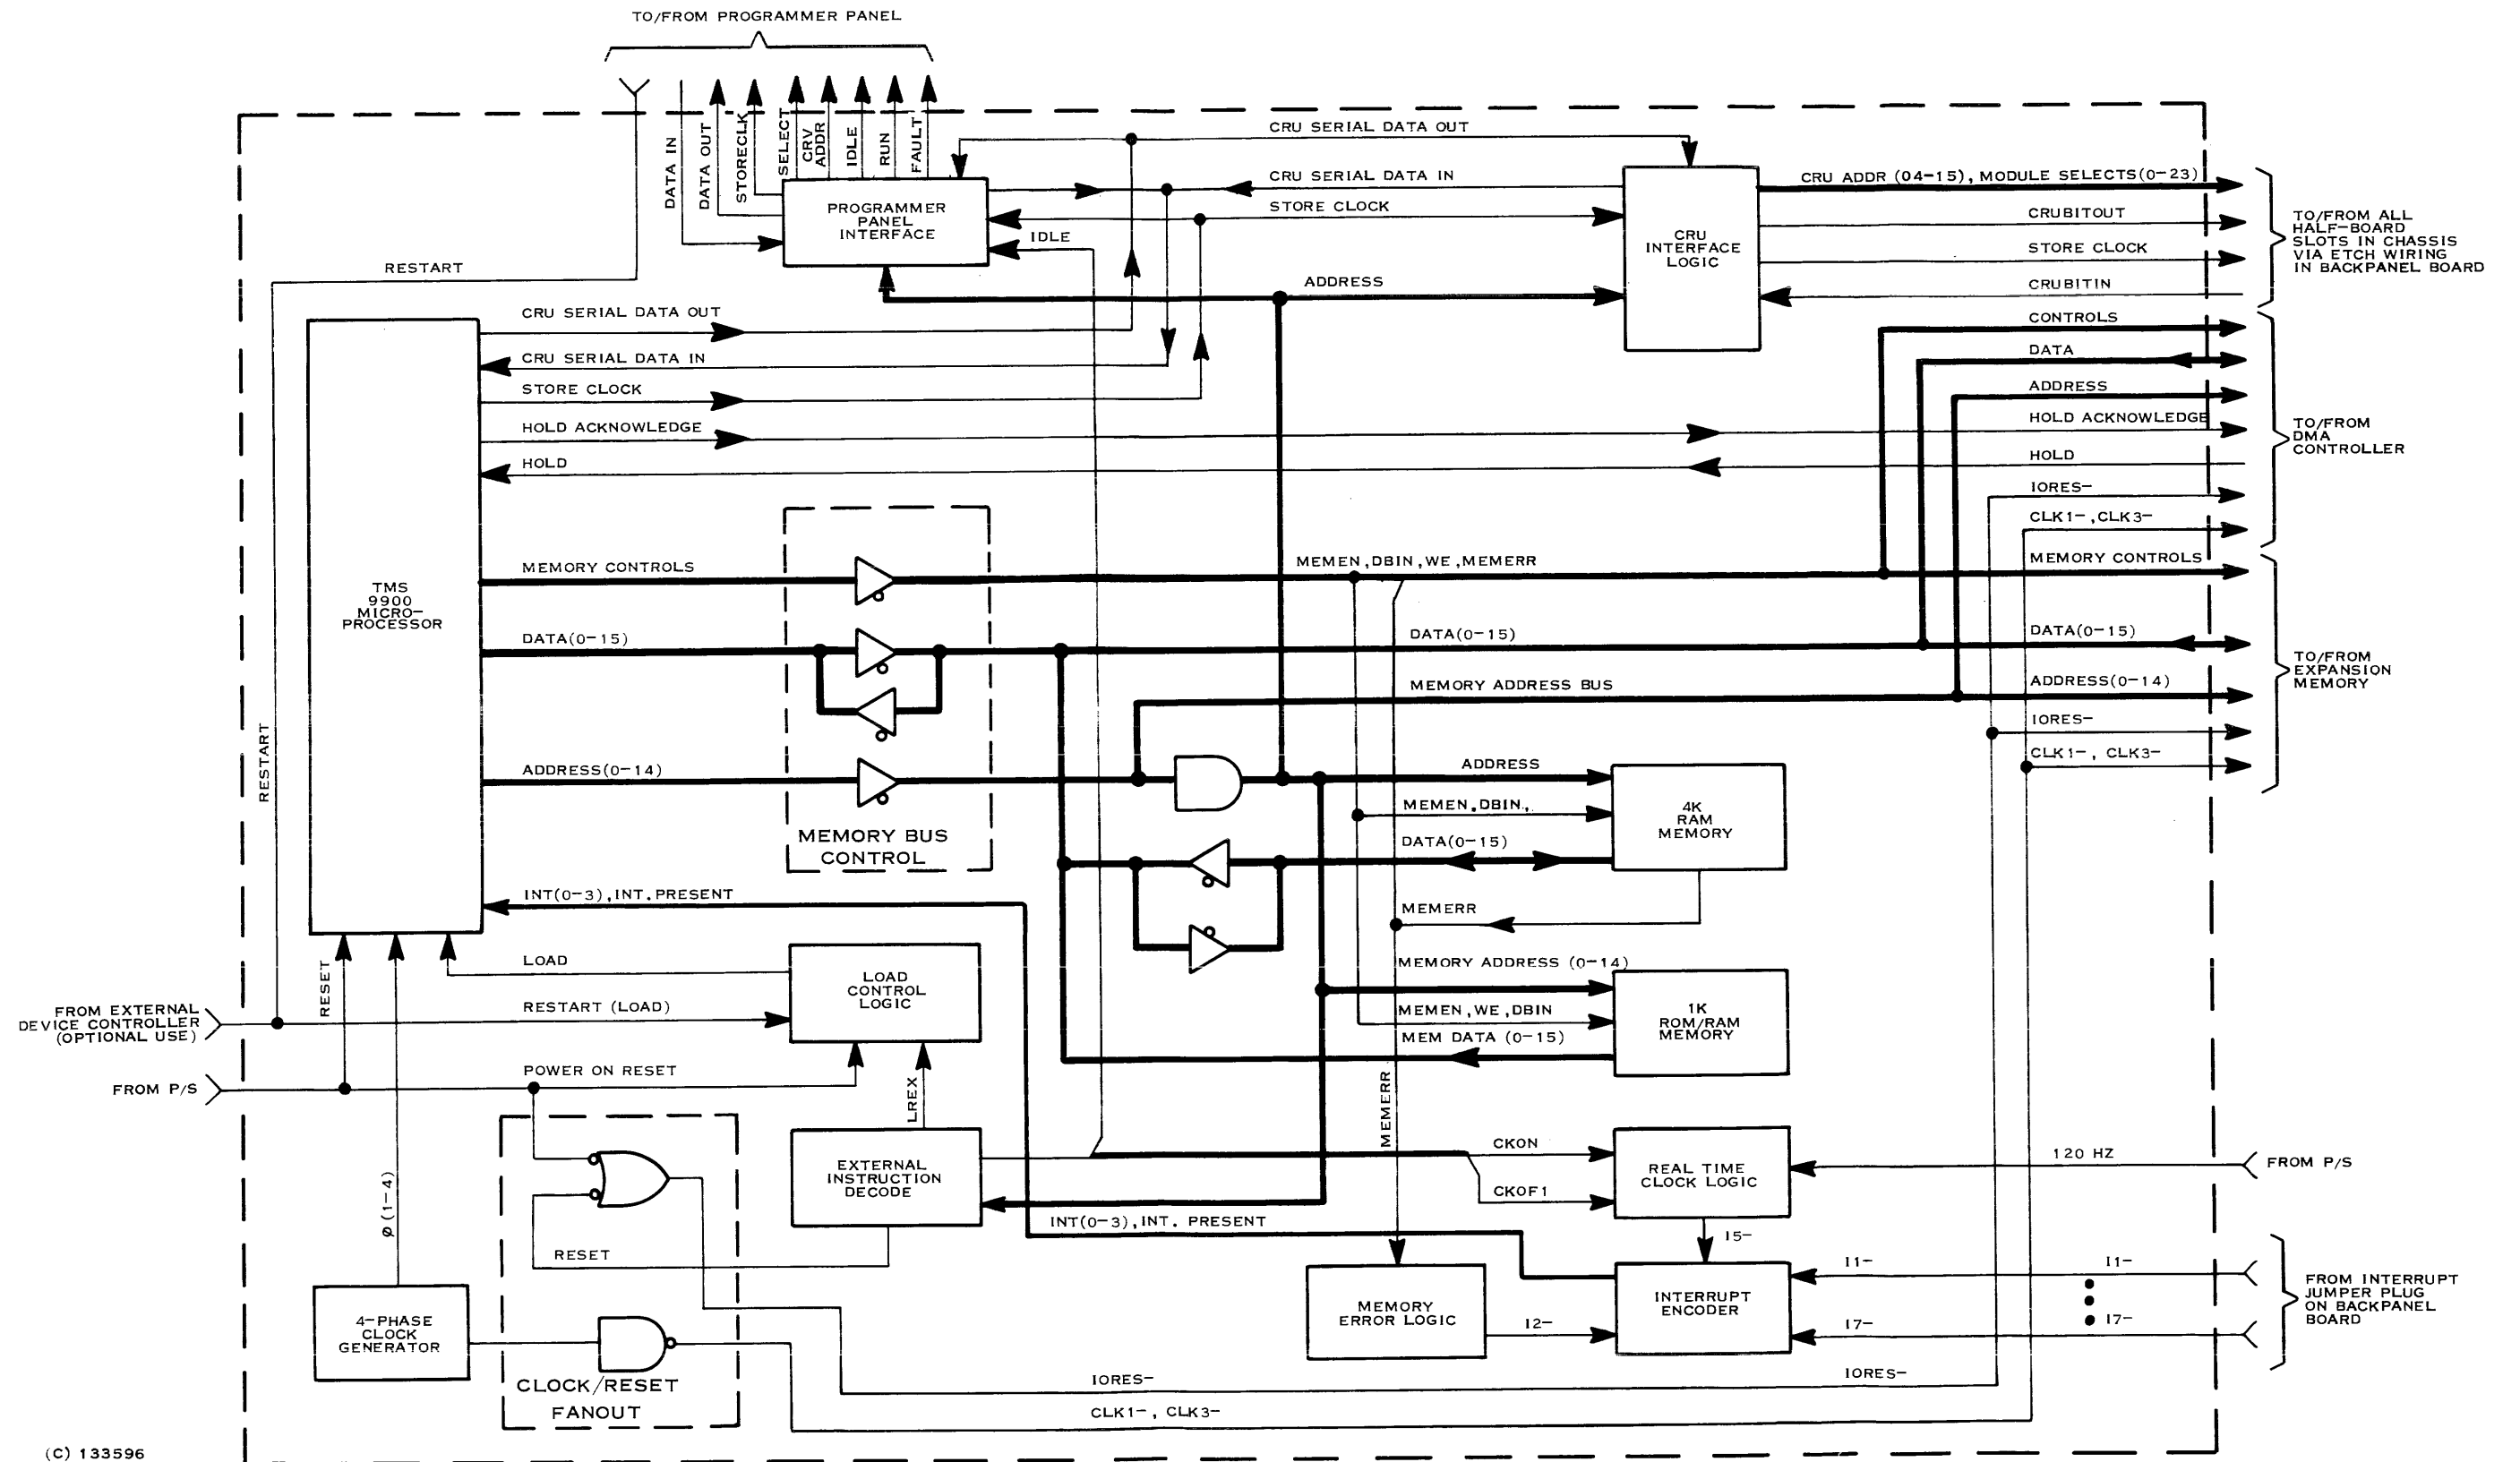 TO/FROM PROGRAMMER PANEL
DATA IN
DATA OUT
STORECLK
SELECT
CRV
ADDR
IDLE
RUN
FAULT
CRU SERIAL DATA OUT
CRU SERIAL DATA IN
STORE CLOCK
IDLE
PROGRAMMER
PANEL
INTERFACE
CRU
INTERFACE
LOGIC
CRU ADDR (04-15), MODULE SELECTS(0-23)
CRUBITOUT
STORE CLOCK
CRUBITIN
TO/FROM ALL
HALF-BOARD
SLOTS IN CHASSIS
VIA ETCH WIRING
IN BACKPANEL BOARD
RESTART
ADDRESS
CRU SERIAL DATA OUT
CRU SERIAL DATA IN
STORE CLOCK
HOLD ACKNOWLEDGE
HOLD
CONTROLS
DATA
ADDRESS
HOLD ACKNOWLEDGE
HOLD
IORES-
CLK1-,CLK3-
TO/FROM
DMA
CONTROLLER
TMS
9900
MICRO-
PROCESSOR
MEMORY CONTROLS
MEMEN,DBIN,WE,MEMERR
MEMORY CONTROLS
DATA(0-15)
DATA(0-15)
DATA(0-15)
MEMORY ADDRESS BUS
ADDRESS(0-14)
IORES-
CLK1-, CLK3-
TO/FROM
EXPANSION
MEMORY
RESTART
ADDRESS(0-14)
MEMORY BUS
CONTROL
ADDRESS
MEMEN,DBIN,
DATA(0-15)
4K
RAM
MEMORY
MEMERR
INT(0-3),INT.PRESENT
RESET
LOAD
LOAD
CONTROL
LOGIC
RESTART (LOAD)
FROM EXTERNAL
DEVICE CONTROLLER
(OPTIONAL USE)
POWER ON RESET
FROM P/S
LREX
MEMORY ADDRESS (0-14)
MEMEN,WE,DBIN
MEM DATA (0-15)
1K
ROM/RAM
MEMORY
MEMERR
EXTERNAL
INSTRUCTION
DECODE
CKON
CKOF1
REAL TIME
CLOCK LOGIC
120 HZ
FROM P/S
Ø(1-4)
RESET
INT(0-3),INT. PRESENT
I5-
4-PHASE
CLOCK
GENERATOR
CLOCK/RESET
FANOUT
MEMORY
ERROR LOGIC
I2-
INTERRUPT
ENCODER
I1-
I1-
I7-
I7-
FROM INTERRUPT
JUMPER PLUG
ON BACKPANEL
BOARD
IORES-
IORES-
CLK1-, CLK3-
(C) 133596